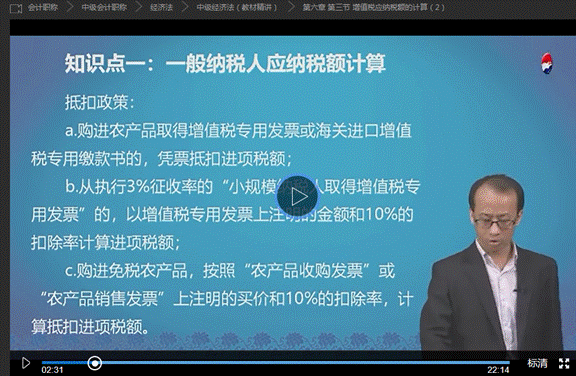 会计职称 > 中级会计职称 > 经济法 > 中级经济法（教材精讲） > 第六章 第三节 增值税应纳税额的计算（2）
知识点一：一般纳税人应纳税额计算
抵扣政策：
a.购进农产品取得增值税专用发票或海关进口增值
税专用缴款书的，凭票抵扣进项税额；
b.从执行3%征收率的“小规模 人取得增值税专
用发票”的，以增值税专用发票上注明的金额和10%的
扣除率计算进项税额；
c.购进免税农产品，按照“农产品收购发票”或
“农产品销售发票”上注明的买价和10%的扣除率，计
算抵扣进项税额。
02:31
22:14
标清